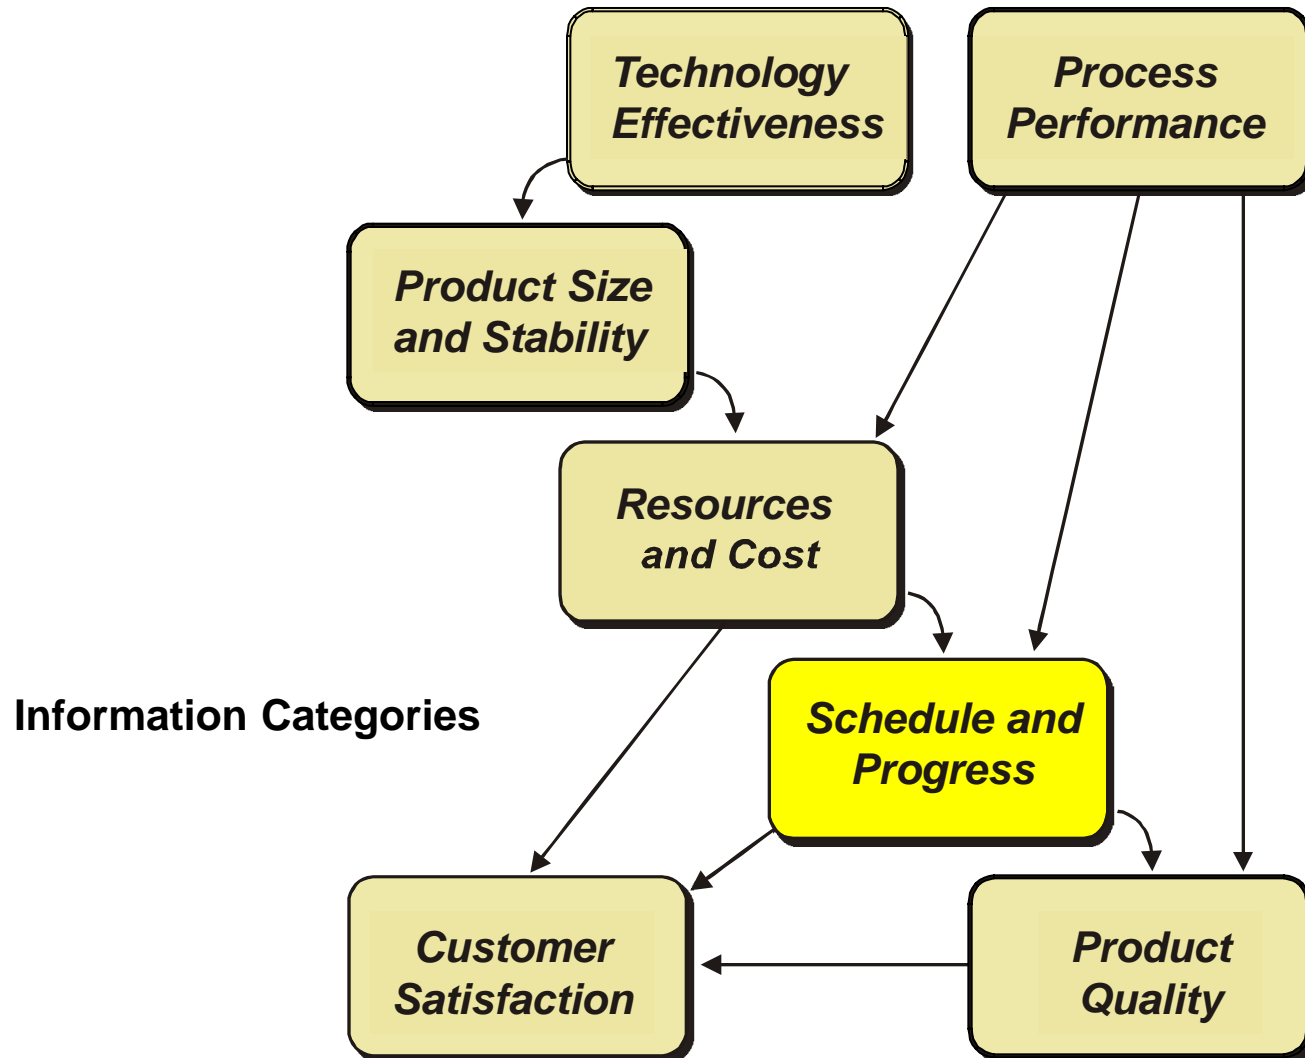 Technology
Effectiveness
Process
Performance
Product Size
and Stability
Resources
and Cost
Information Categories
Schedule and
Progress
Customer
Satisfaction
Product
Quality